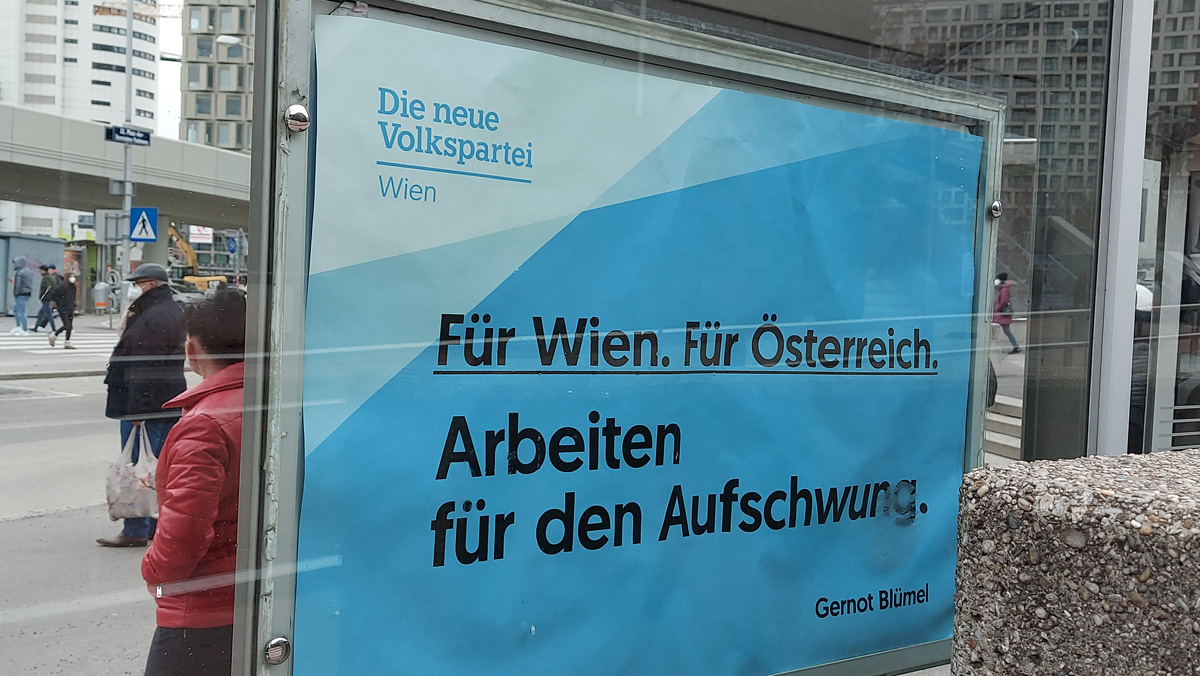 Die neue
Volkspartei
Wien
Für Wien. Für Österreich.
Arbeiten
für den Aufschwung.
Gernot Blümel